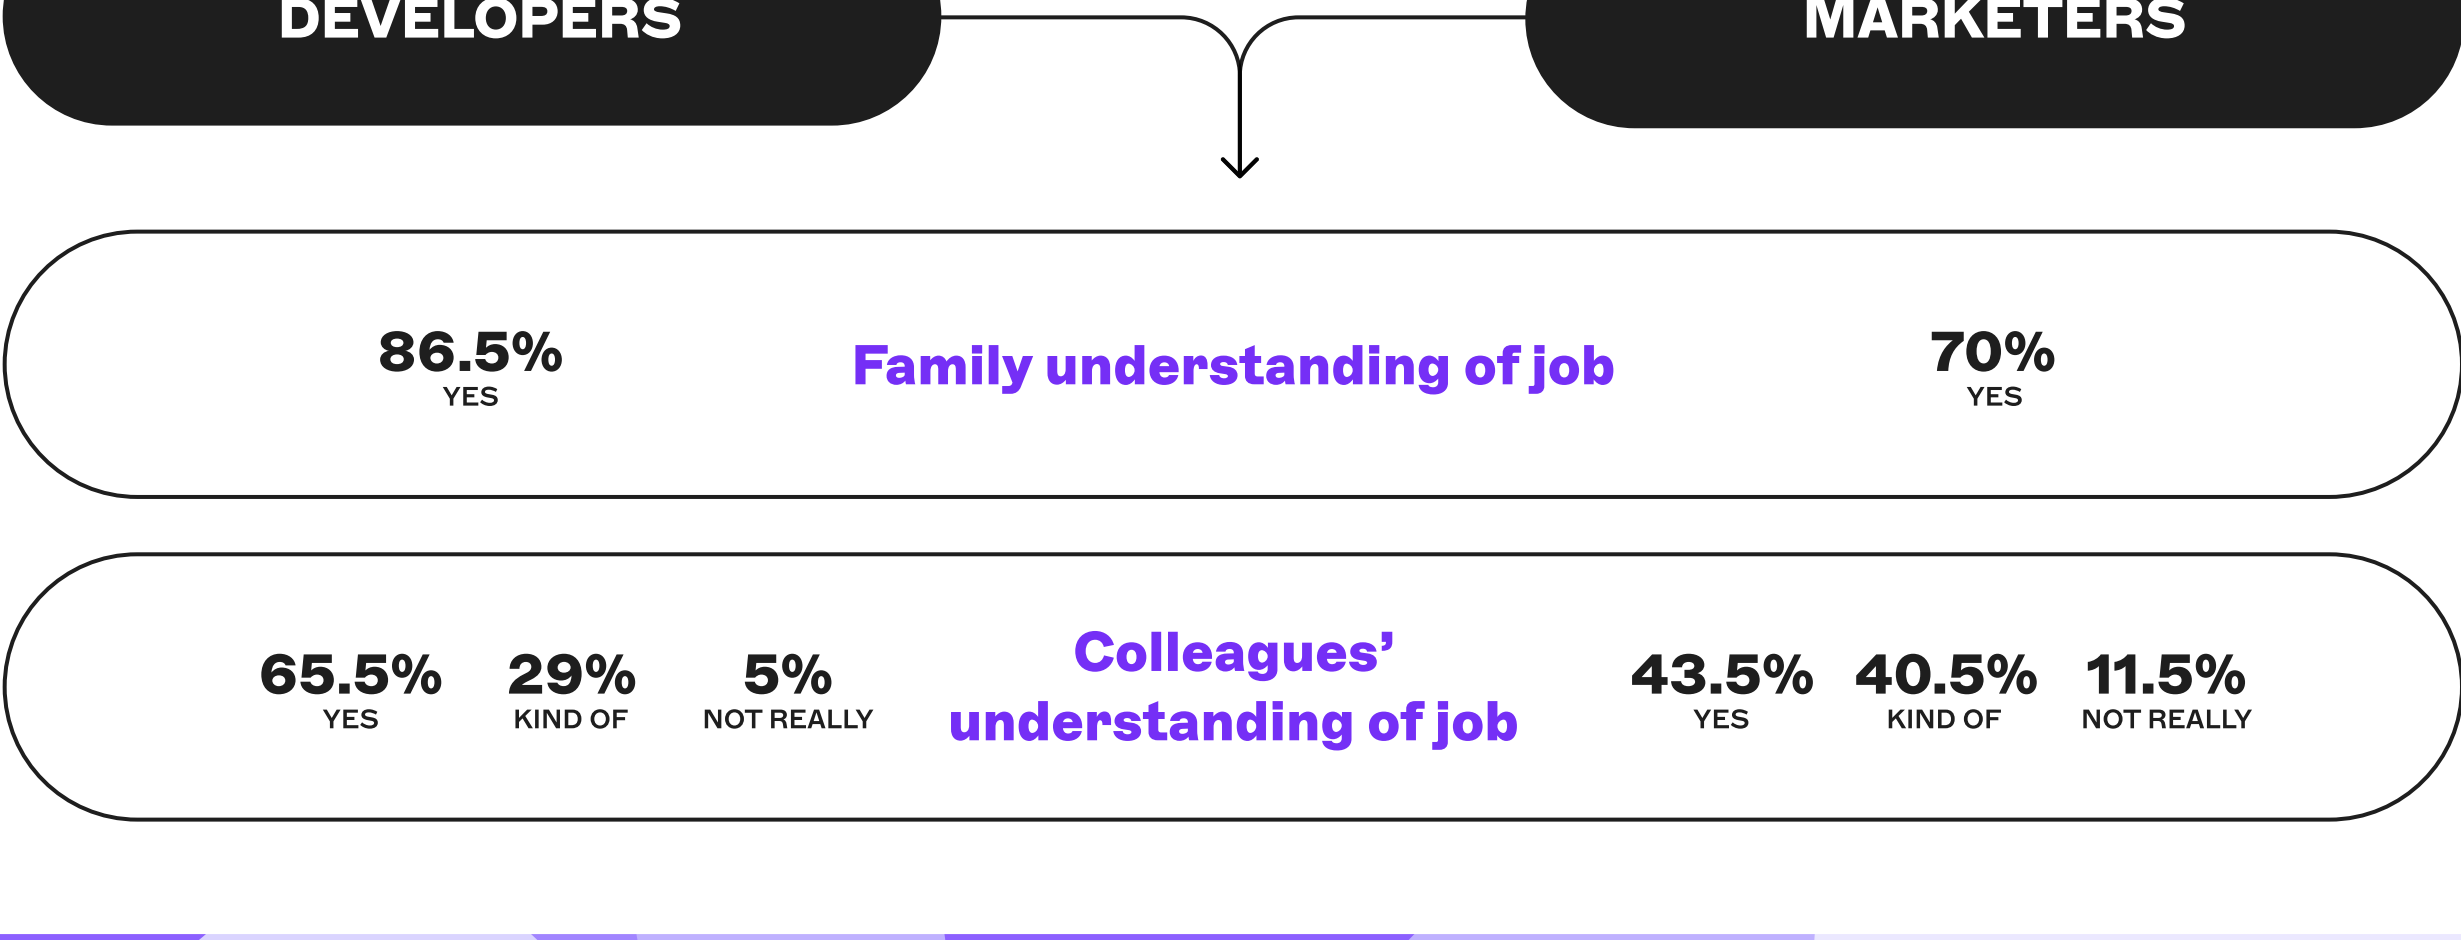 DEVELOPERS
MARKETERS
86.5%
YES
Family understanding of job
70%
YES
65.5%
YES
29%
KIND OF
5%
NOT REALLY
Colleagues’
understanding of job
43.5%
YES
40.5%
KIND OF
11.5%
NOT REALLY